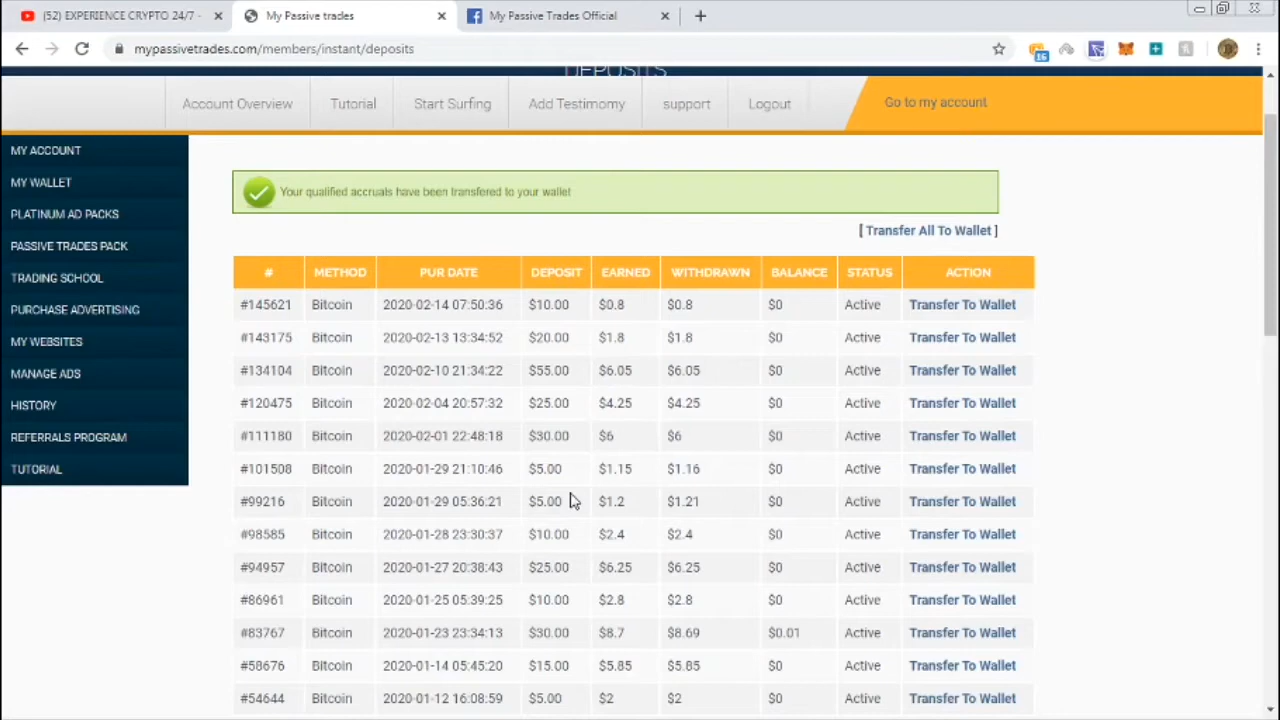 (52) EXPERIENCE CRYPTO 24/7 -
My Passive trades
My Passive Trades Official
mypassivetrades.com/members/instant/deposits
16
DEPOSITS
Account Overview Tutorial Start Surfing Add Testimomy support Logout Go to my account
MY ACCOUNT
MY WALLET
PLATINUM AD PACKS
PASSIVE TRADES PACK
TRADING SCHOOL
PURCHASE ADVERTISING
MY WEBSITES
MANAGE ADS
HISTORY
REFERRALS PROGRAM
TUTORIAL
Your qualified accruals have been transfered to your wallet
[ Transfer All To Wallet ]
# METHOD PUR DATE DEPOSIT EARNED WITHDRAWN BALANCE STATUS ACTION
#145621 Bitcoin 2020-02-14 07:50:36 $10.00 $0.8 $0.8 $0 Active Transfer To Wallet
#143175 Bitcoin 2020-02-13 13:34:52 $20.00 $1.8 $1.8 $0 Active Transfer To Wallet
#134104 Bitcoin 2020-02-10 21:34:22 $55.00 $6.05 $6.05 $0 Active Transfer To Wallet
#120475 Bitcoin 2020-02-04 20:57:32 $25.00 $4.25 $4.25 $0 Active Transfer To Wallet
#111180 Bitcoin 2020-02-01 22:48:18 $30.00 $6 $6 $0 Active Transfer To Wallet
#101508 Bitcoin 2020-01-29 21:10:46 $5.00 $1.15 $1.16 $0 Active Transfer To Wallet
#99216 Bitcoin 2020-01-29 05:36:21 $5.00 $1.2 $1.21 $0 Active Transfer To Wallet
#98585 Bitcoin 2020-01-28 23:30:37 $10.00 $2.4 $2.4 $0 Active Transfer To Wallet
#94957 Bitcoin 2020-01-27 20:38:43 $25.00 $6.25 $6.25 $0 Active Transfer To Wallet
#86961 Bitcoin 2020-01-25 05:39:25 $10.00 $2.8 $2.8 $0 Active Transfer To Wallet
#83767 Bitcoin 2020-01-23 23:34:13 $30.00 $8.7 $8.69 $0.01 Active Transfer To Wallet
#58676 Bitcoin 2020-01-14 05:45:20 $15.00 $5.85 $5.85 $0 Active Transfer To Wallet
#54644 Bitcoin 2020-01-12 16:08:59 $5.00 $2 $2 $0 Active Transfer To Wallet